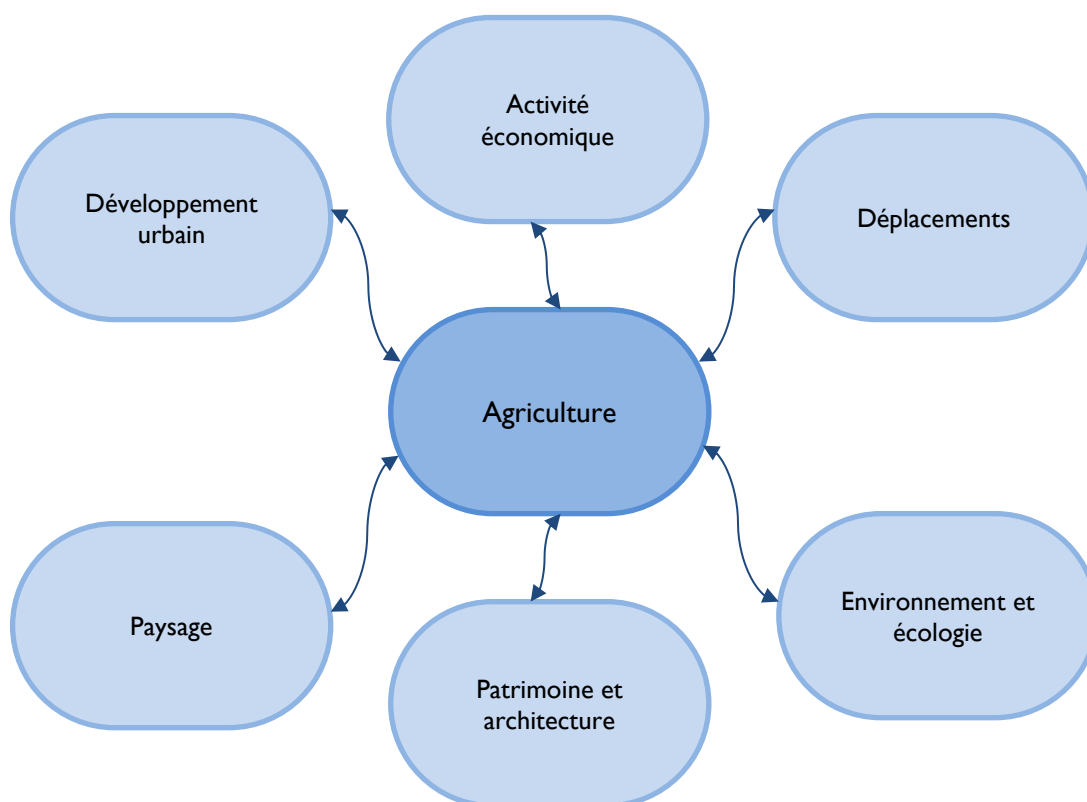 Activité
économique
Développement
urbain
Déplacements
Agriculture
Paysage
Environnement et
écologie
Patrimoine et
architecture